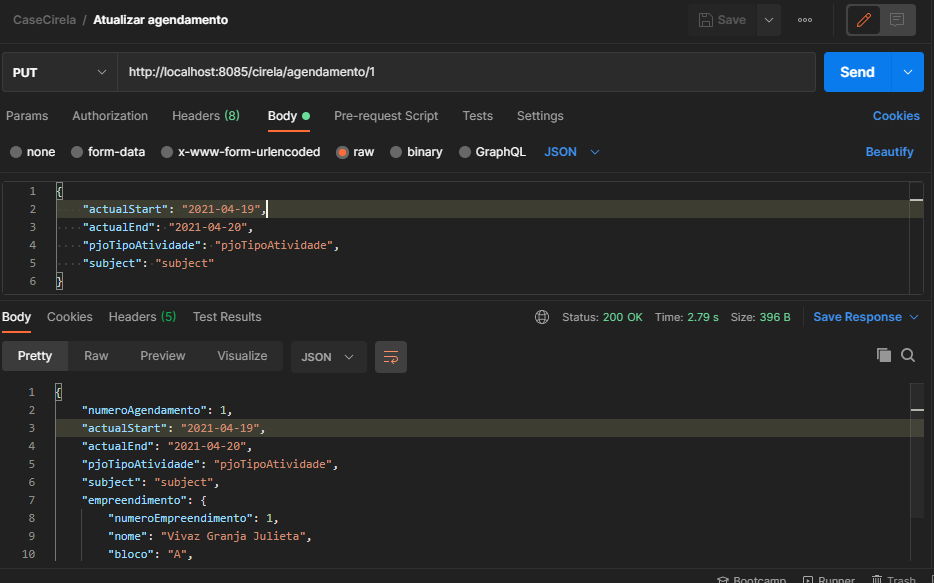 CaseCirela / Atualizar agendamento Save
PUT http://localhost:8085/cirela/agendamento/1 Send
Params Authorization Headers (8) Body Pre-request Script Tests Settings Cookies
none form-data x-www-form-urlencoded raw binary GraphQL JSON Beautify
1 {
2 "actualStart": "2021-04-19",
3 "actualEnd": "2021-04-20",
4 "pjoTipoAtividade": "pjoTipoAtividade",
5 "subject": "subject"
6 }
Body Cookies Headers (5) Test Results Status: 200 OK Time: 2.79 s Size: 396 B Save Response
Pretty Raw Preview Visualize JSON
1 {
2 "numeroAgendamento": 1,
3 "actualStart": "2021-04-19",
4 "actualEnd": "2021-04-20",
5 "pjoTipoAtividade": "pjoTipoAtividade",
6 "subject": "subject",
7 "empreendimento": {
8 "numeroEmpreendimento": 1,
9 "nome": "Vivaz Granja Julieta",
10 "bloco": "A",
Bootcamp Runner Trash